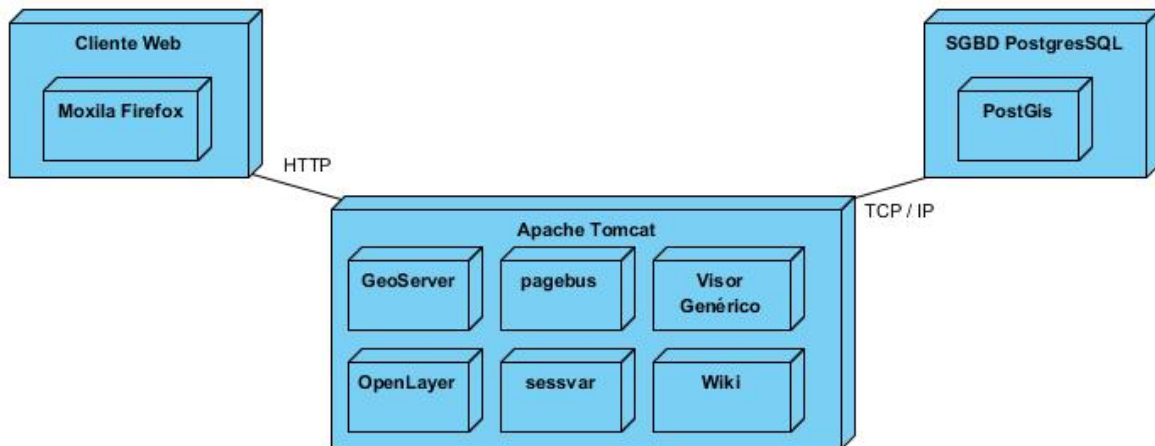 Cliente Web
Moxila Firefox
SGBD PostgresSQL
PostGis
HTTP
TCP / IP
Apache Tomcat
GeoServer
pagebus
Visor
Genérico
OpenLayer
sessvar
Wiki